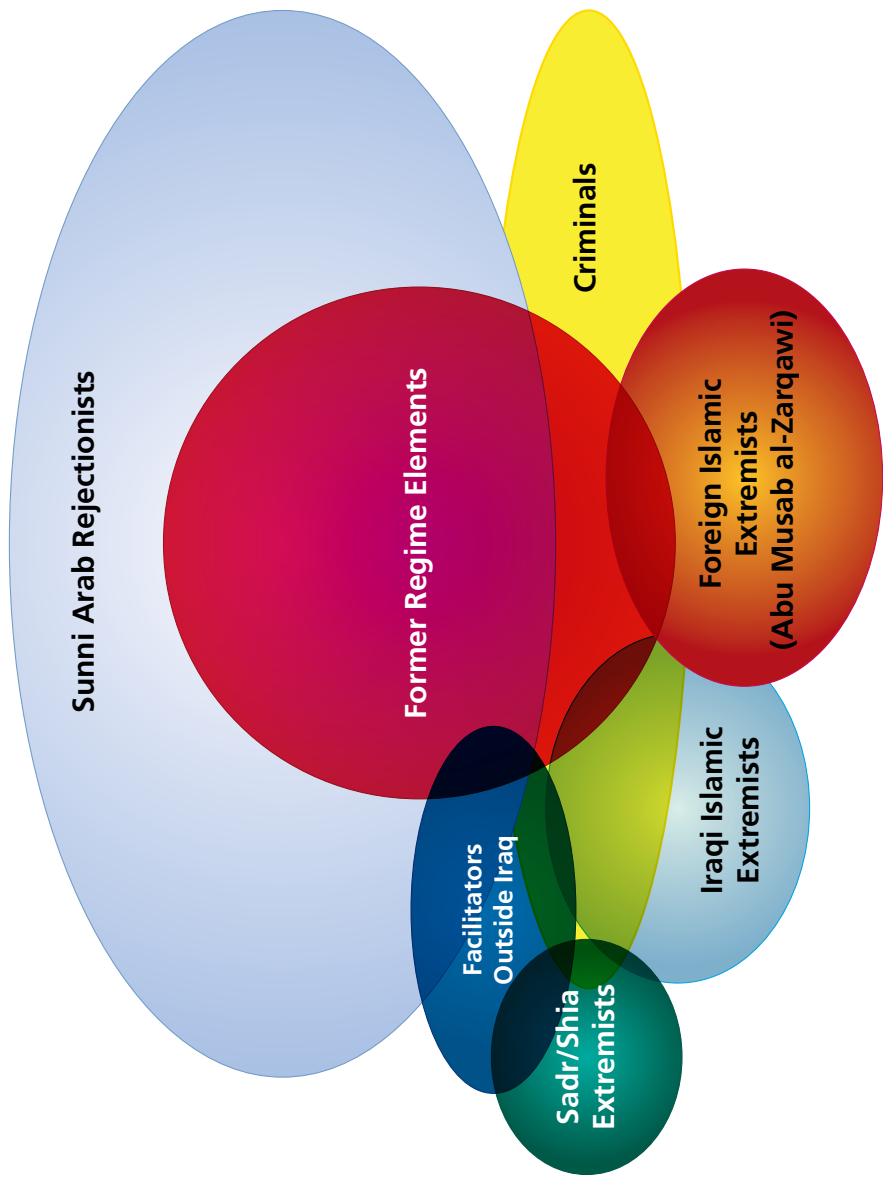 Sunni Arab Rejectionists
Former Regime Elements
Facilitators
Outside Iraq
Sadr/Shia
Extremists
Criminals
Iraqi Islamic
Extremists
Foreign Islamic
Extremists
(Abu Musab al-Zarqawi)